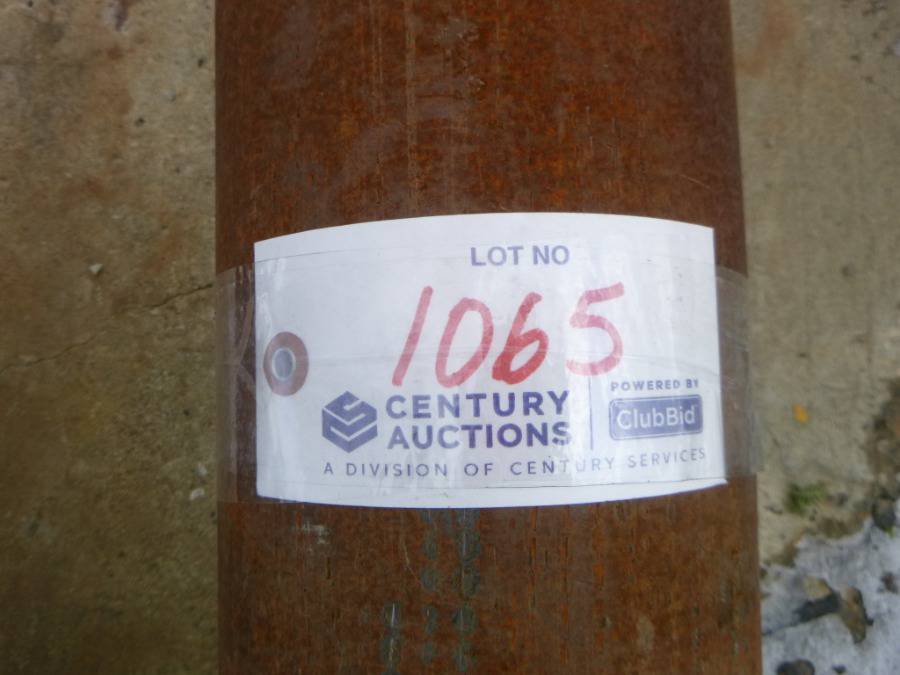 LOT NO
1065
CENTURY
AUCTIONS
POWERED BY
ClubBid
A DIVISION OF CENTURY SERVICES